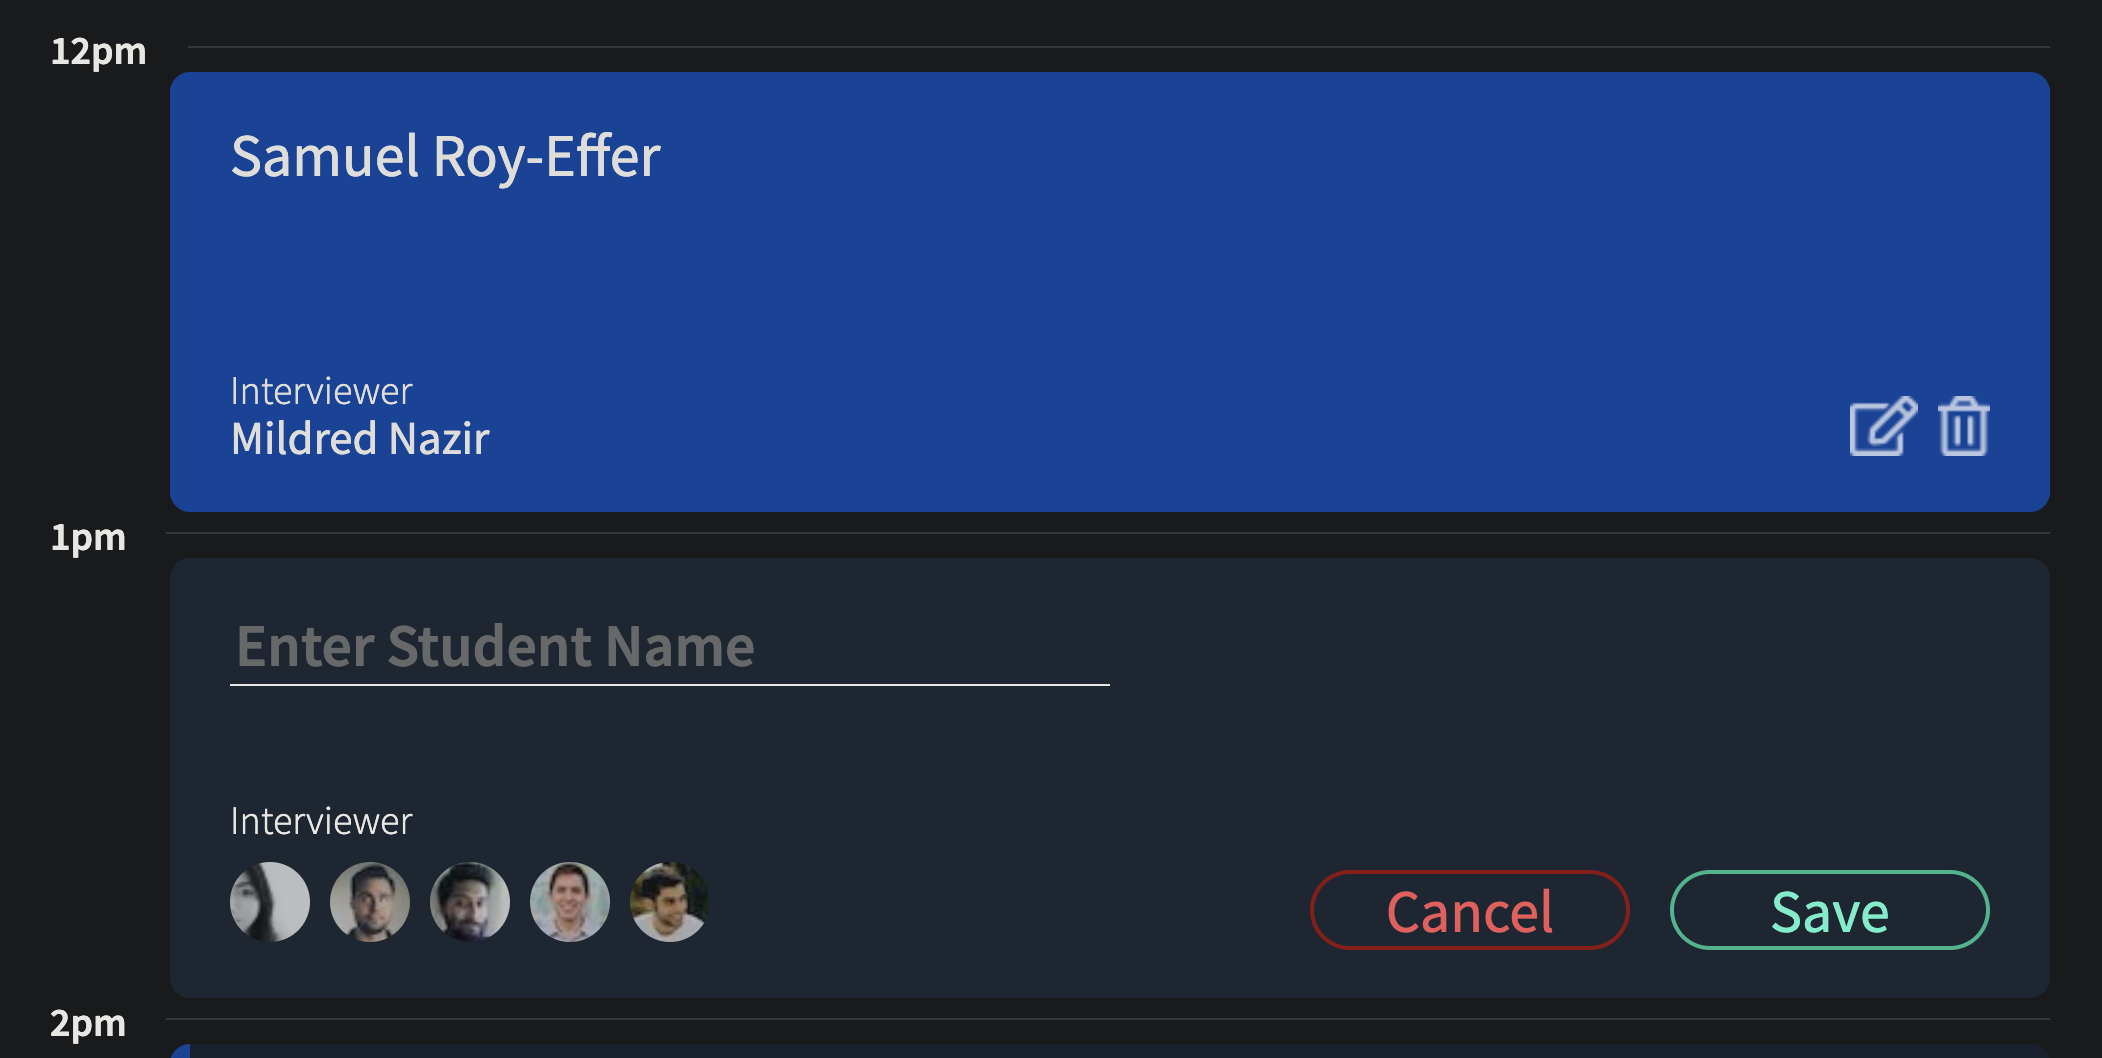 12pm
Samuel Roy-Effer
Interviewer
Mildred Nazir
1pm
Enter Student Name
Interviewer
Cancel
Save
2pm